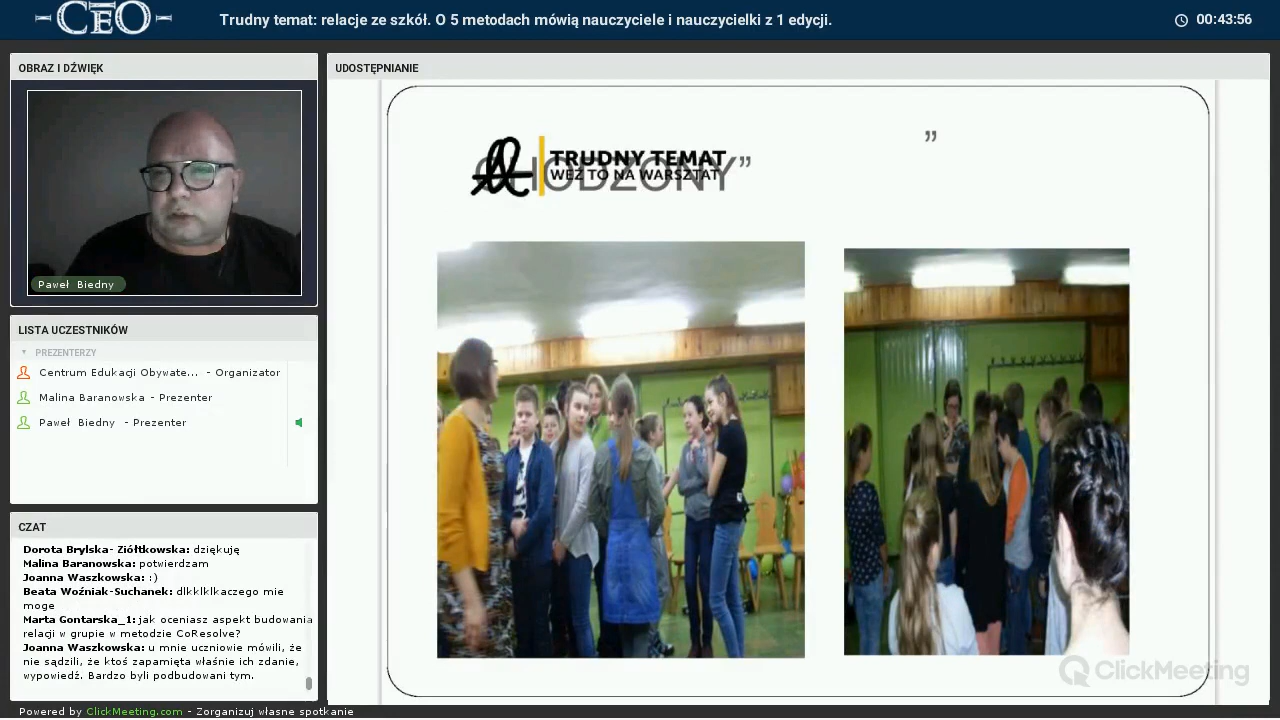 CEO
Trudny temat: relacje ze szkół. O 5 metodach mówią nauczyciele i nauczycielki z 1 edycji.
00:43:56
OBRAZ I DŹWIĘK
Paweł Biedny
LISTA UCZESTNIKÓW
PREZENTERZY
Centrum Edukacji Obywate... - Organizator
Malina Baranowska - Prezenter
Paweł Biedny - Prezenter
CZAT
Dorota Brylska- Ziółtkowska: dziękuję
Malina Baranowska: potwierdzam
Joanna Waszkowska: :)
Beata Woźniak-Suchanek: dlkklklkaczego mie
moge
Marta Gontarska_1: jak oceniasz aspekt budowania
relacji w grupie w metodzie CoResolve?
Joanna Waszkowska: u mnie uczniowie mówili, że
nie sądzili, że ktoś zapamięta właśnie ich zdanie,
wypowiedź. Bardzo byli podbudowani tym.
Powered by ClickMeeting.com - Zorganizuj własne spotkanie
UDOSTĘPNIANIE
”
TRUDNY TEMAT
WEŹ TO NA WARSZTAT
CHODZONY”
ClickMeeting